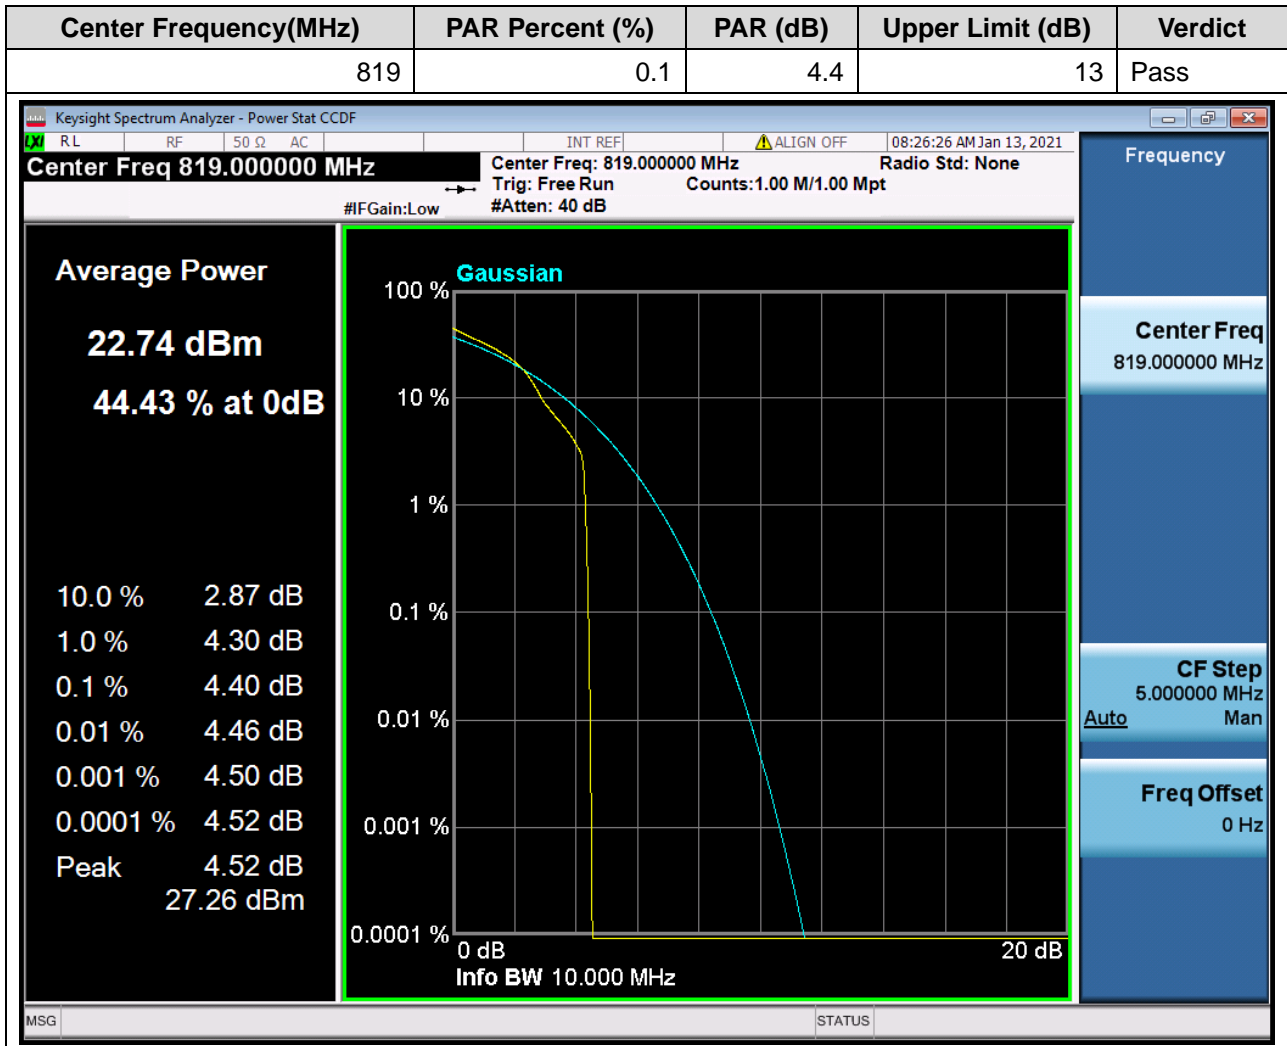 Center Frequency(MHz) PAR Percent (%) PAR (dB) Upper Limit (dB) Verdict
819 0.1 4.4 13 Pass
Keysight Spectrum Analyzer - Power Stat CCDF
LXI RL RF 50 Ω AC INT REF ALIGN OFF 08:26:26 AM Jan 13, 2021
Center Freq 819.000000 MHz Center Freq: 819.000000 MHz Radio Std: None
Trig: Free Run Counts:1.00 M/1.00 Mpt
#IFGain:Low #Atten: 40 dB
Frequency
Average Power
22.74 dBm
44.43 % at 0dB
10.0 % 2.87 dB
1.0 % 4.30 dB
0.1 % 4.40 dB
0.01 % 4.46 dB
0.001 % 4.50 dB
0.0001 % 4.52 dB
Peak 4.52 dB
27.26 dBm
Gaussian
100 %
10 %
1 %
0.1 %
0.01 %
0.001 %
0.0001 %
0 dB 20 dB
Info BW 10.000 MHz
Center Freq
819.000000 MHz
CF Step
5.000000 MHz
Auto Man
Freq Offset
0 Hz
MSG STATUS